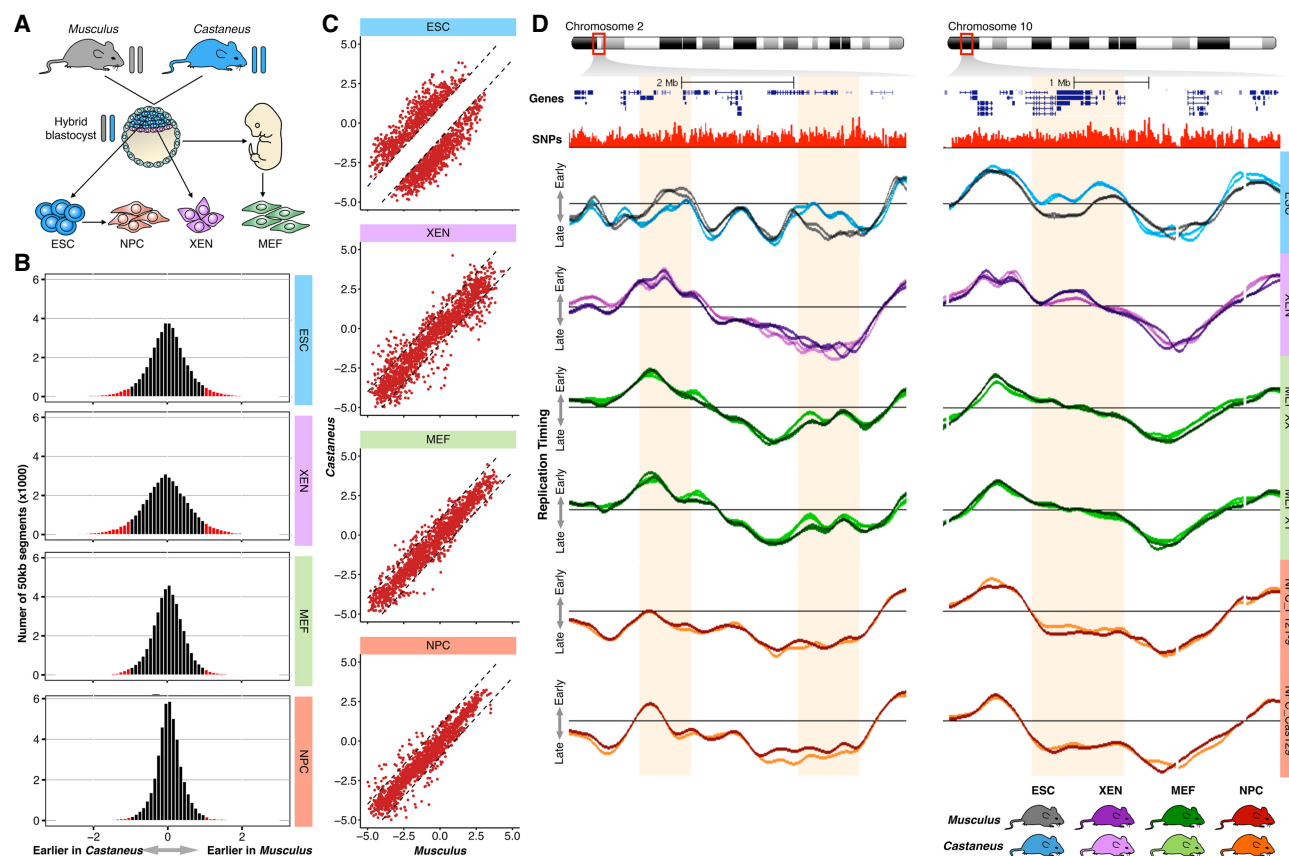 A
Musculus
Castaneus
Hybrid
blastocyst
ESC
NPC
XEN
MEF
B
Numer of 50kb segments (x1000)
6
4
2
0
ESC
6
4
2
0
XEN
6
4
2
0
MEF
6
4
2
0
NPC
−2
0
2
Earlier in Castaneus
Earlier in Musculus
C
Castaneus
ESC
5.0
2.5
0.0
−2.5
−5.0
XEN
5.0
2.5
0.0
−2.5
−5.0
MEF
5.0
2.5
0.0
−2.5
−5.0
NPC
5.0
2.5
0.0
−2.5
−5.0
−5.0
−2.5
0.0
2.5
5.0
Musculus
D
Chromosome 2
Chromosome 10
2 Mb
1 Mb
Genes
SNPs
Replication Timing
Late
Early
ESC
Late
Early
XEN
Late
Early
Late
Early
Late
Early
Late
Early
ESC
XEN
MEF
NPC
Musculus
Castaneus